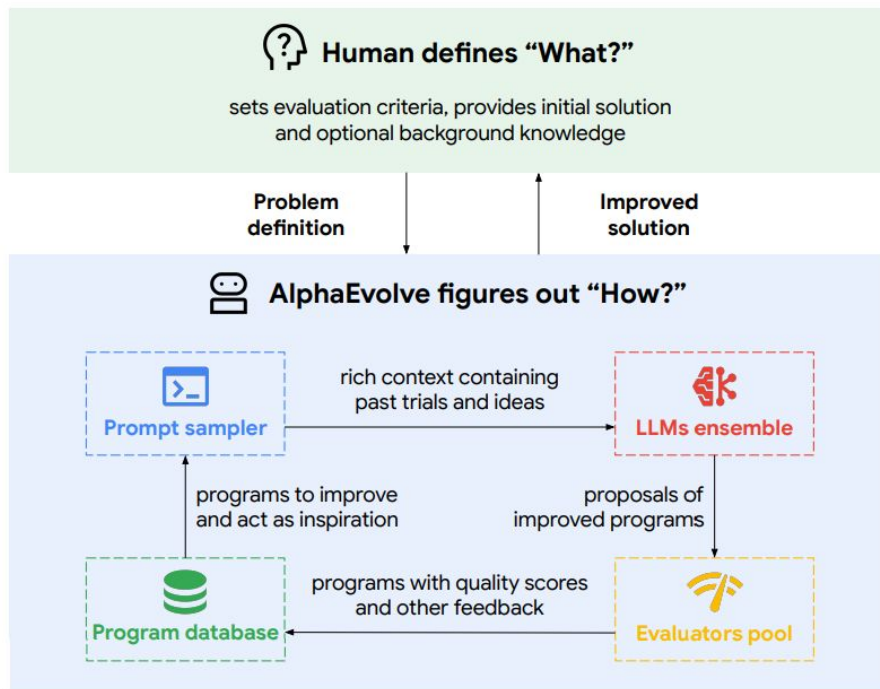 Human defines “What?”
sets evaluation criteria, provides initial solution
and optional background knowledge
Problem
definition
Improved
solution
AlphaEvolve figures out “How?”
Prompt sampler
rich context containing
past trials and ideas
LLMs ensemble
programs to improve
and act as inspiration
proposals of
improved programs
Program database
programs with quality scores
and other feedback
Evaluators pool